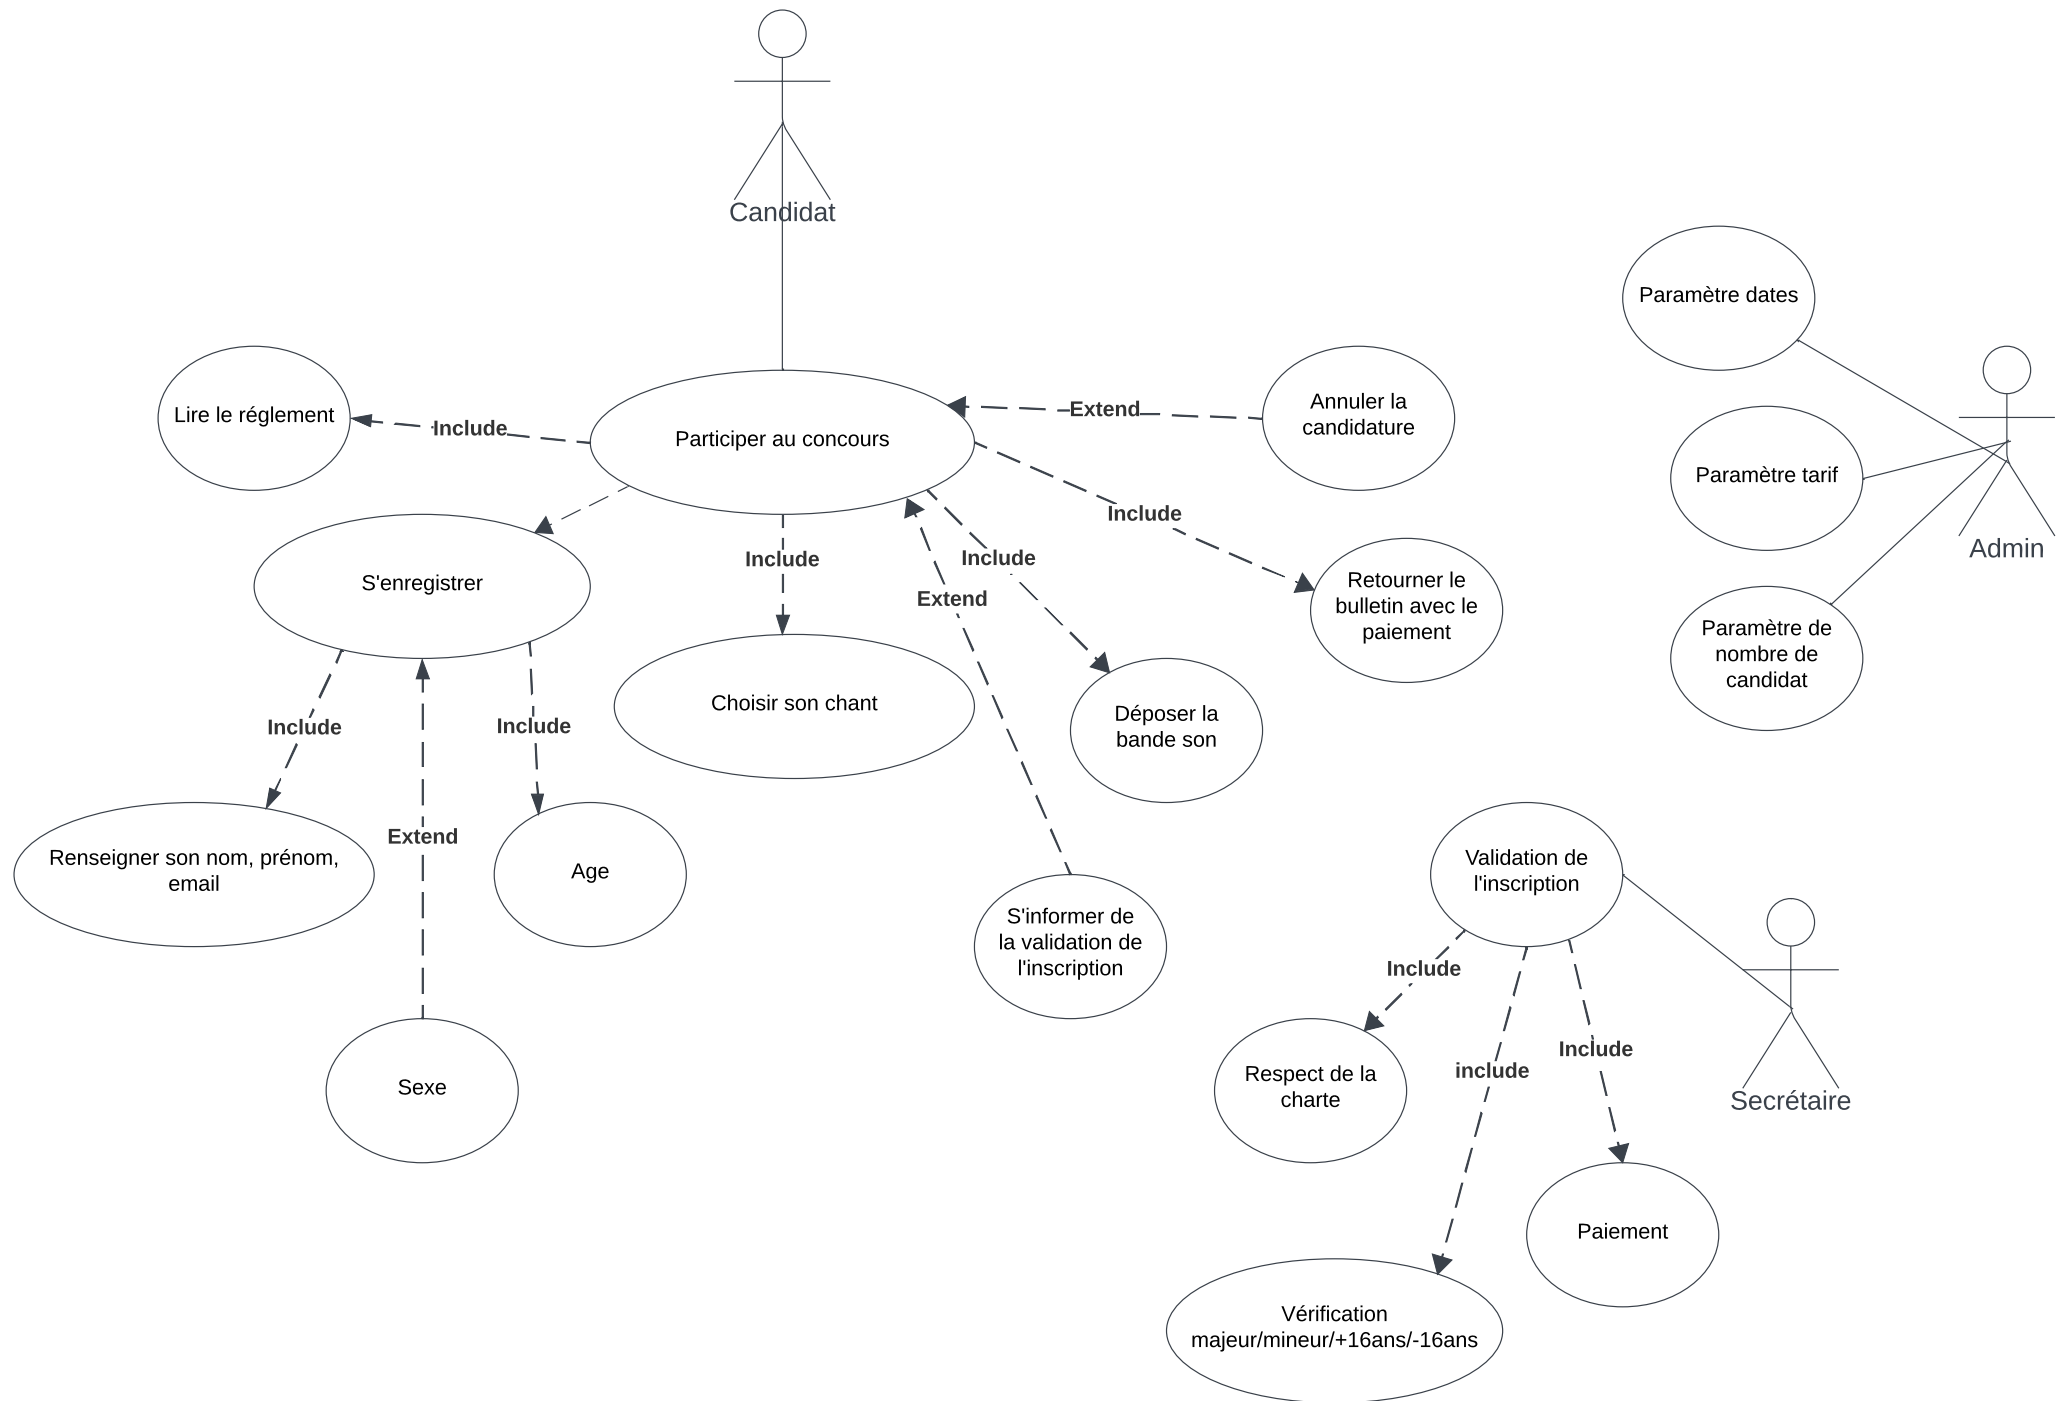 Candidat
Paramètre dates
Lire le réglement
Include
Participer au concours
Extend
Annuler la
candidature
Paramètre tarif
Admin
Include
S'enregistrer
Include
Include
Extend
Retourner le
bulletin avec le
paiement
Paramètre de
nombre de
candidat
Choisir son chant
Déposer la
bande son
Include
Include
Extend
Renseigner son nom, prénom,
email
Age
S'informer de
la validation de
l'inscription
Validation de
l'inscription
Sexe
Include
include
Include
Respect de la
charte
Secrétaire
Paiement
Vérification
majeur/mineur/+16ans/-16ans